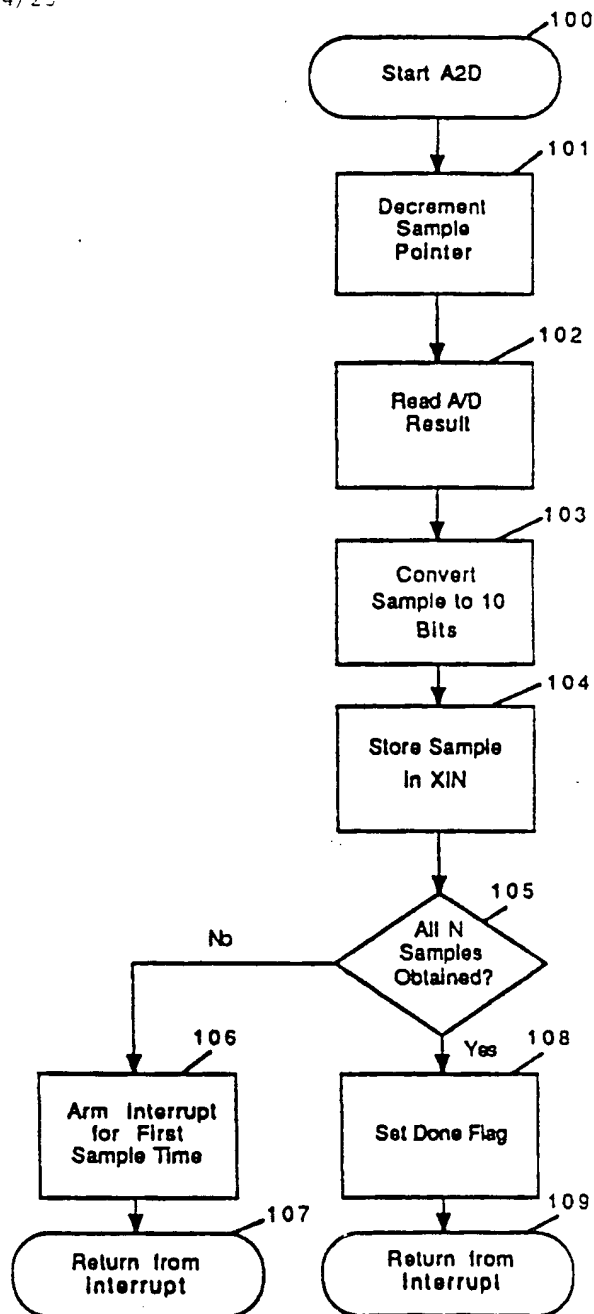 4/25
100
Start A2D
101
Decrement
Sample
Pointer
102
Read A/D
Result
103
Convert
Sample to 10
Bits
104
Store Sample
in XIN
105
All N
Samples
Obtained?
No
Yes
106
Arm Interrupt
for First
Sample Time
108
Set Done Flag
107
Return from
Interrupt
109
Return from
Interrupt